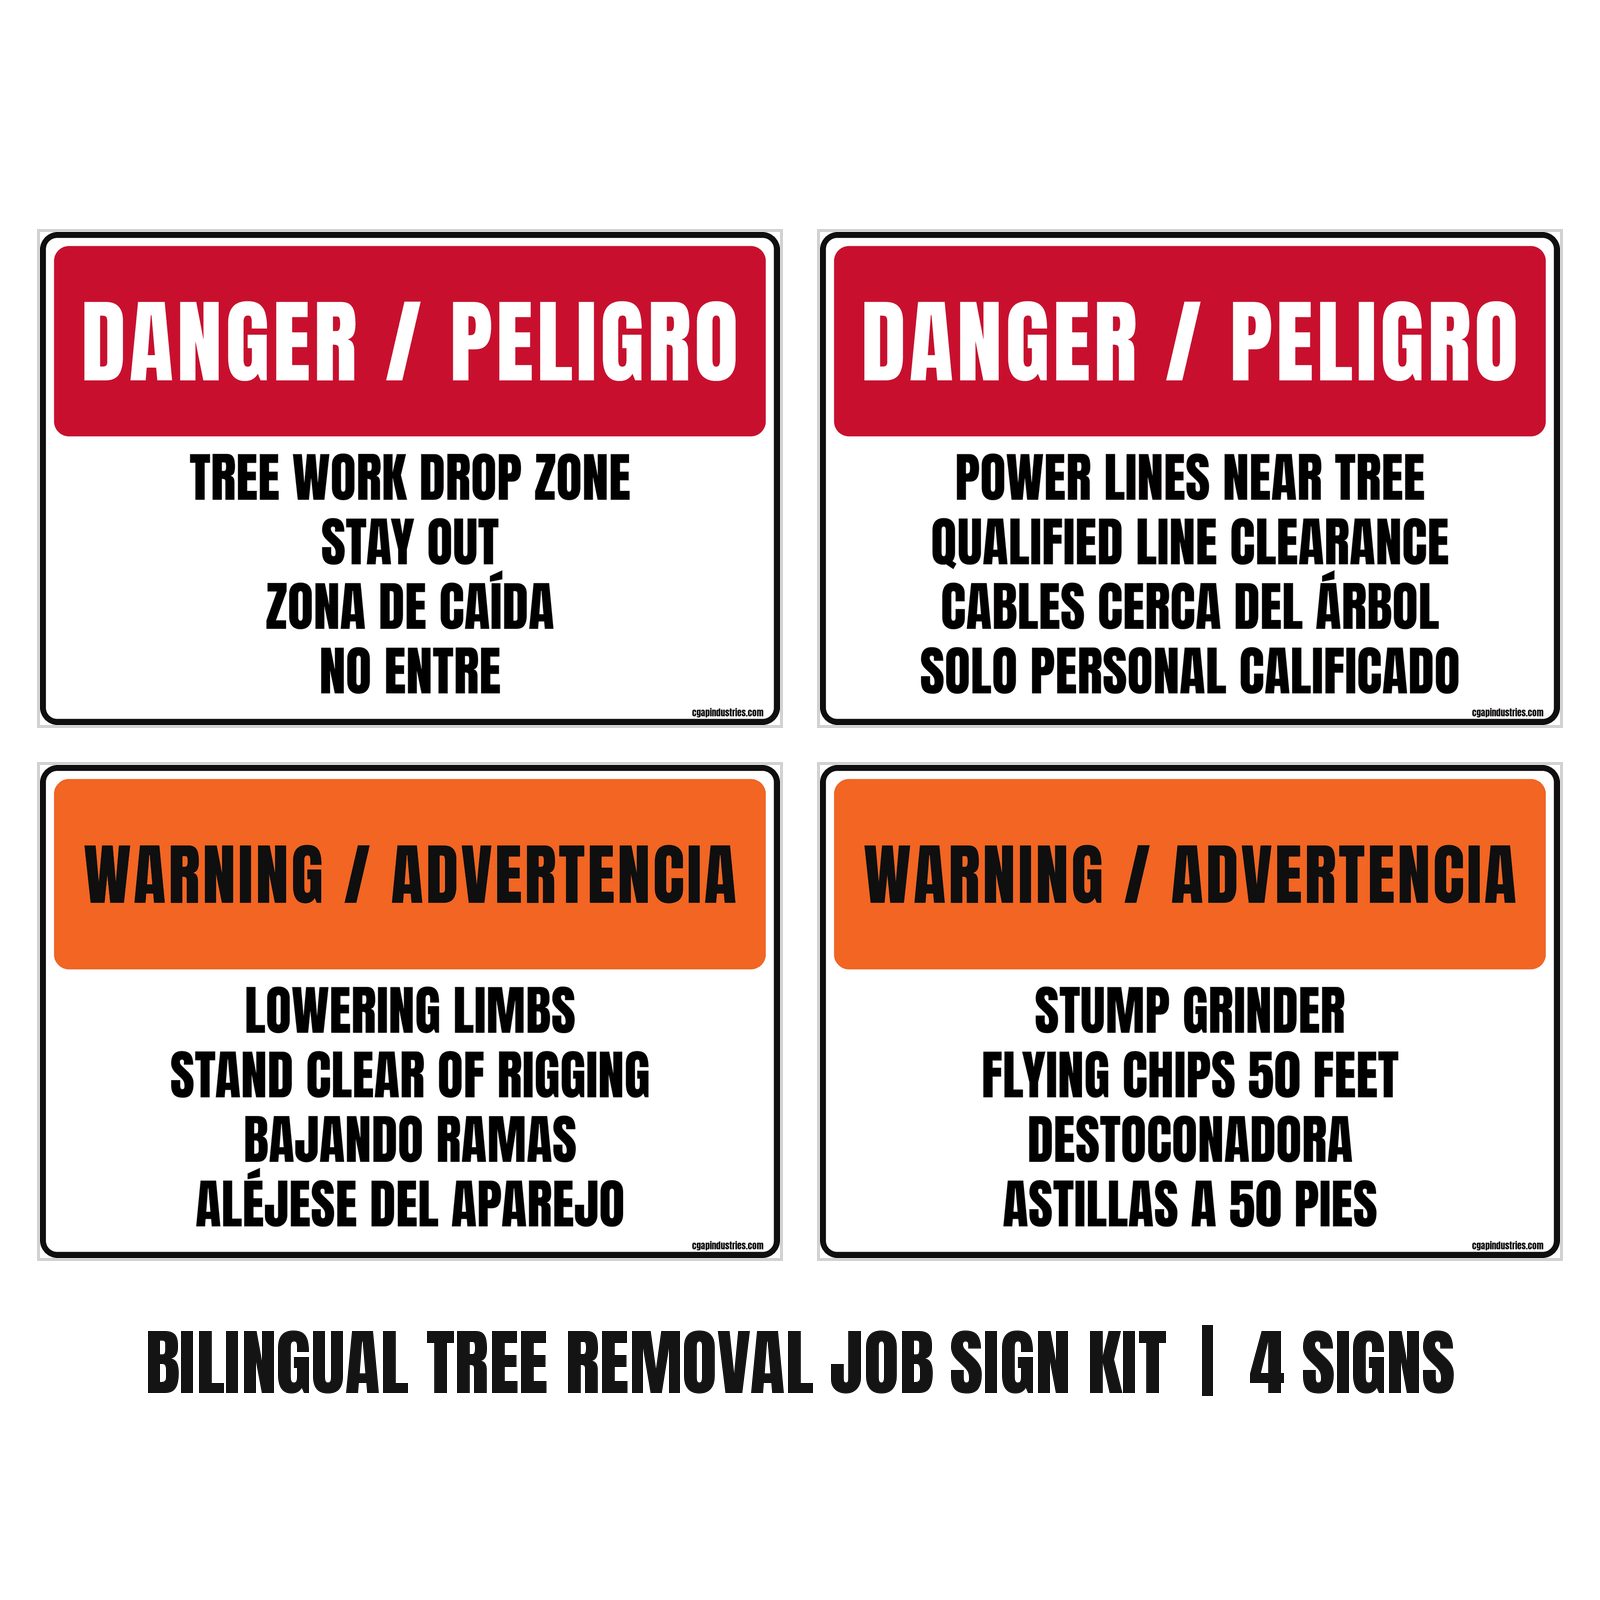 DANGER / PELIGRO
TREE WORK DROP ZONE
STAY OUT
ZONA DE CAÍDA
NO ENTRE
cgapindustries.com
DANGER / PELIGRO
POWER LINES NEAR TREE
QUALIFIED LINE CLEARANCE
CABLES CERCA DEL ÁRBOL
SOLO PERSONAL CALIFICADO
cgapindustries.com
WARNING / ADVERTENCIA
LOWERING LIMBS
STAND CLEAR OF RIGGING
BAJANDO RAMAS
ALÉJESE DEL APAREJO
cgapindustries.com
WARNING / ADVERTENCIA
STUMP GRINDER
FLYING CHIPS 50 FEET
DESTOCONADORA
ASTILLAS A 50 PIES
cgapindustries.com
BILINGUAL TREE REMOVAL JOB SIGN KIT | 4 SIGNS